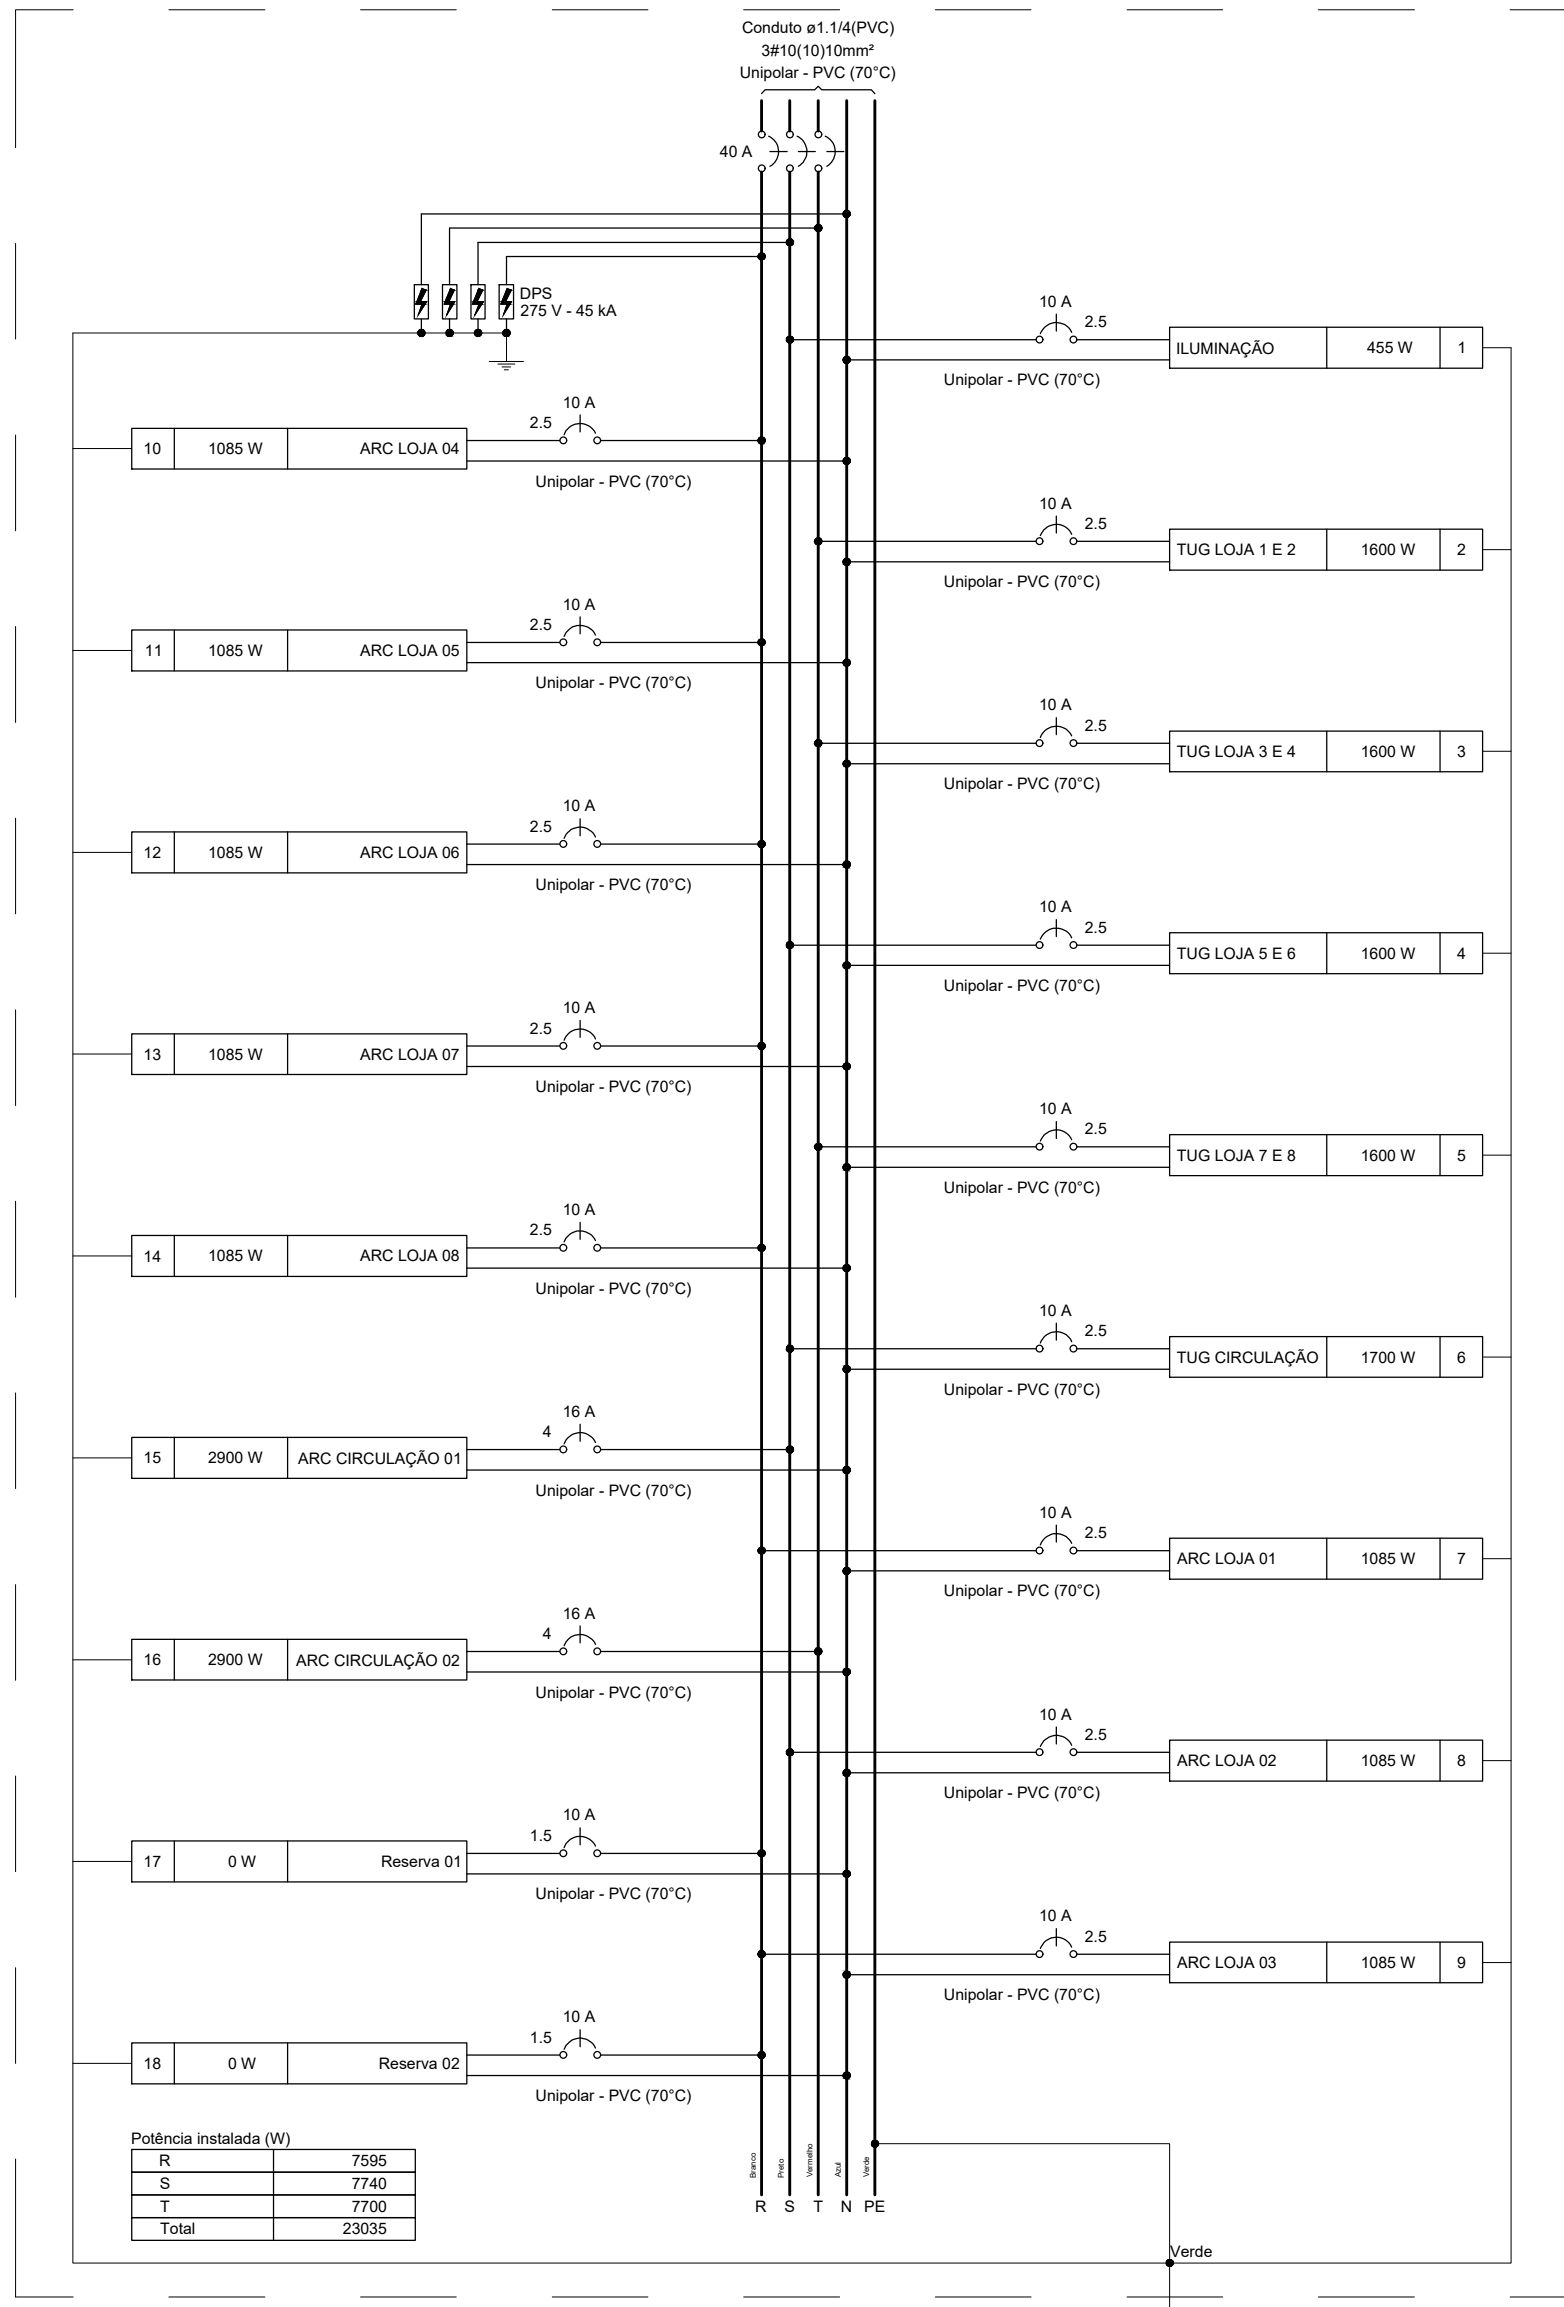 Conduto ø1.1/4(PVC)
3#10(10)10mm²
Unipolar - PVC (70°C)
40 A
DPS
275 V - 45 kA
10 A
2.5
ILUMINAÇÃO 455 W 1
Unipolar - PVC (70°C)
10 A
2.5
10 1085 W ARC LOJA 04
Unipolar - PVC (70°C)
10 A
2.5
TUG LOJA 1 E 2 1600 W 2
Unipolar - PVC (70°C)
10 A
2.5
11 1085 W ARC LOJA 05
Unipolar - PVC (70°C)
10 A
2.5
TUG LOJA 3 E 4 1600 W 3
Unipolar - PVC (70°C)
10 A
2.5
12 1085 W ARC LOJA 06
Unipolar - PVC (70°C)
10 A
2.5
TUG LOJA 5 E 6 1600 W 4
Unipolar - PVC (70°C)
10 A
2.5
13 1085 W ARC LOJA 07
Unipolar - PVC (70°C)
10 A
2.5
TUG LOJA 7 E 8 1600 W 5
Unipolar - PVC (70°C)
10 A
2.5
14 1085 W ARC LOJA 08
Unipolar - PVC (70°C)
10 A
2.5
TUG CIRCULAÇÃO 1700 W 6
Unipolar - PVC (70°C)
16 A
4
15 2900 W ARC CIRCULAÇÃO 01
Unipolar - PVC (70°C)
10 A
2.5
ARC LOJA 01 1085 W 7
Unipolar - PVC (70°C)
16 A
4
16 2900 W ARC CIRCULAÇÃO 02
Unipolar - PVC (70°C)
10 A
2.5
ARC LOJA 02 1085 W 8
Unipolar - PVC (70°C)
10 A
1.5
17 0 W Reserva 01
Unipolar - PVC (70°C)
10 A
2.5
ARC LOJA 03 1085 W 9
Unipolar - PVC (70°C)
10 A
1.5
18 0 W Reserva 02
Unipolar - PVC (70°C)
Potência instalada (W)
R 7595
S 7740
T 7700
Total 23035
Branco
Preto
Vermelho
Azul
Verde
R S T N PE
Verde